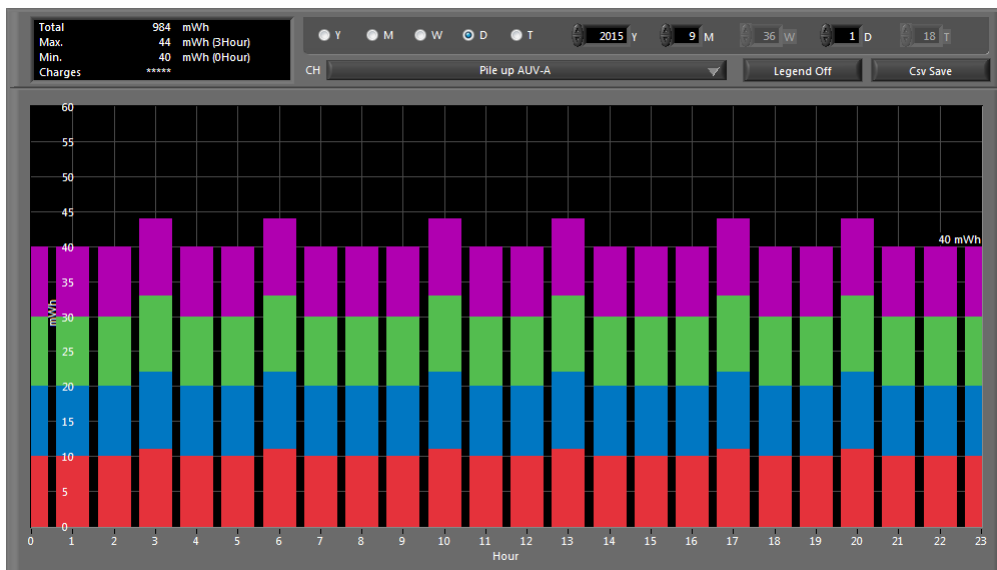 Total 984 mWh
Max. 44 mWh (3Hour)
Min. 40 mWh (0Hour)
Charges *****
Y M W D T 2015 Y 9 M 36 W 1 D 18 T
CH Pile up AUV-A Legend Off Csv Save
60
55
50
45
40 mWh
40
35
mWh
30
25
20
15
10
5
0
0 1 2 3 4 5 6 7 8 9 10 11 12 13 14 15 16 17 18 19 20 21 22 23
Hour